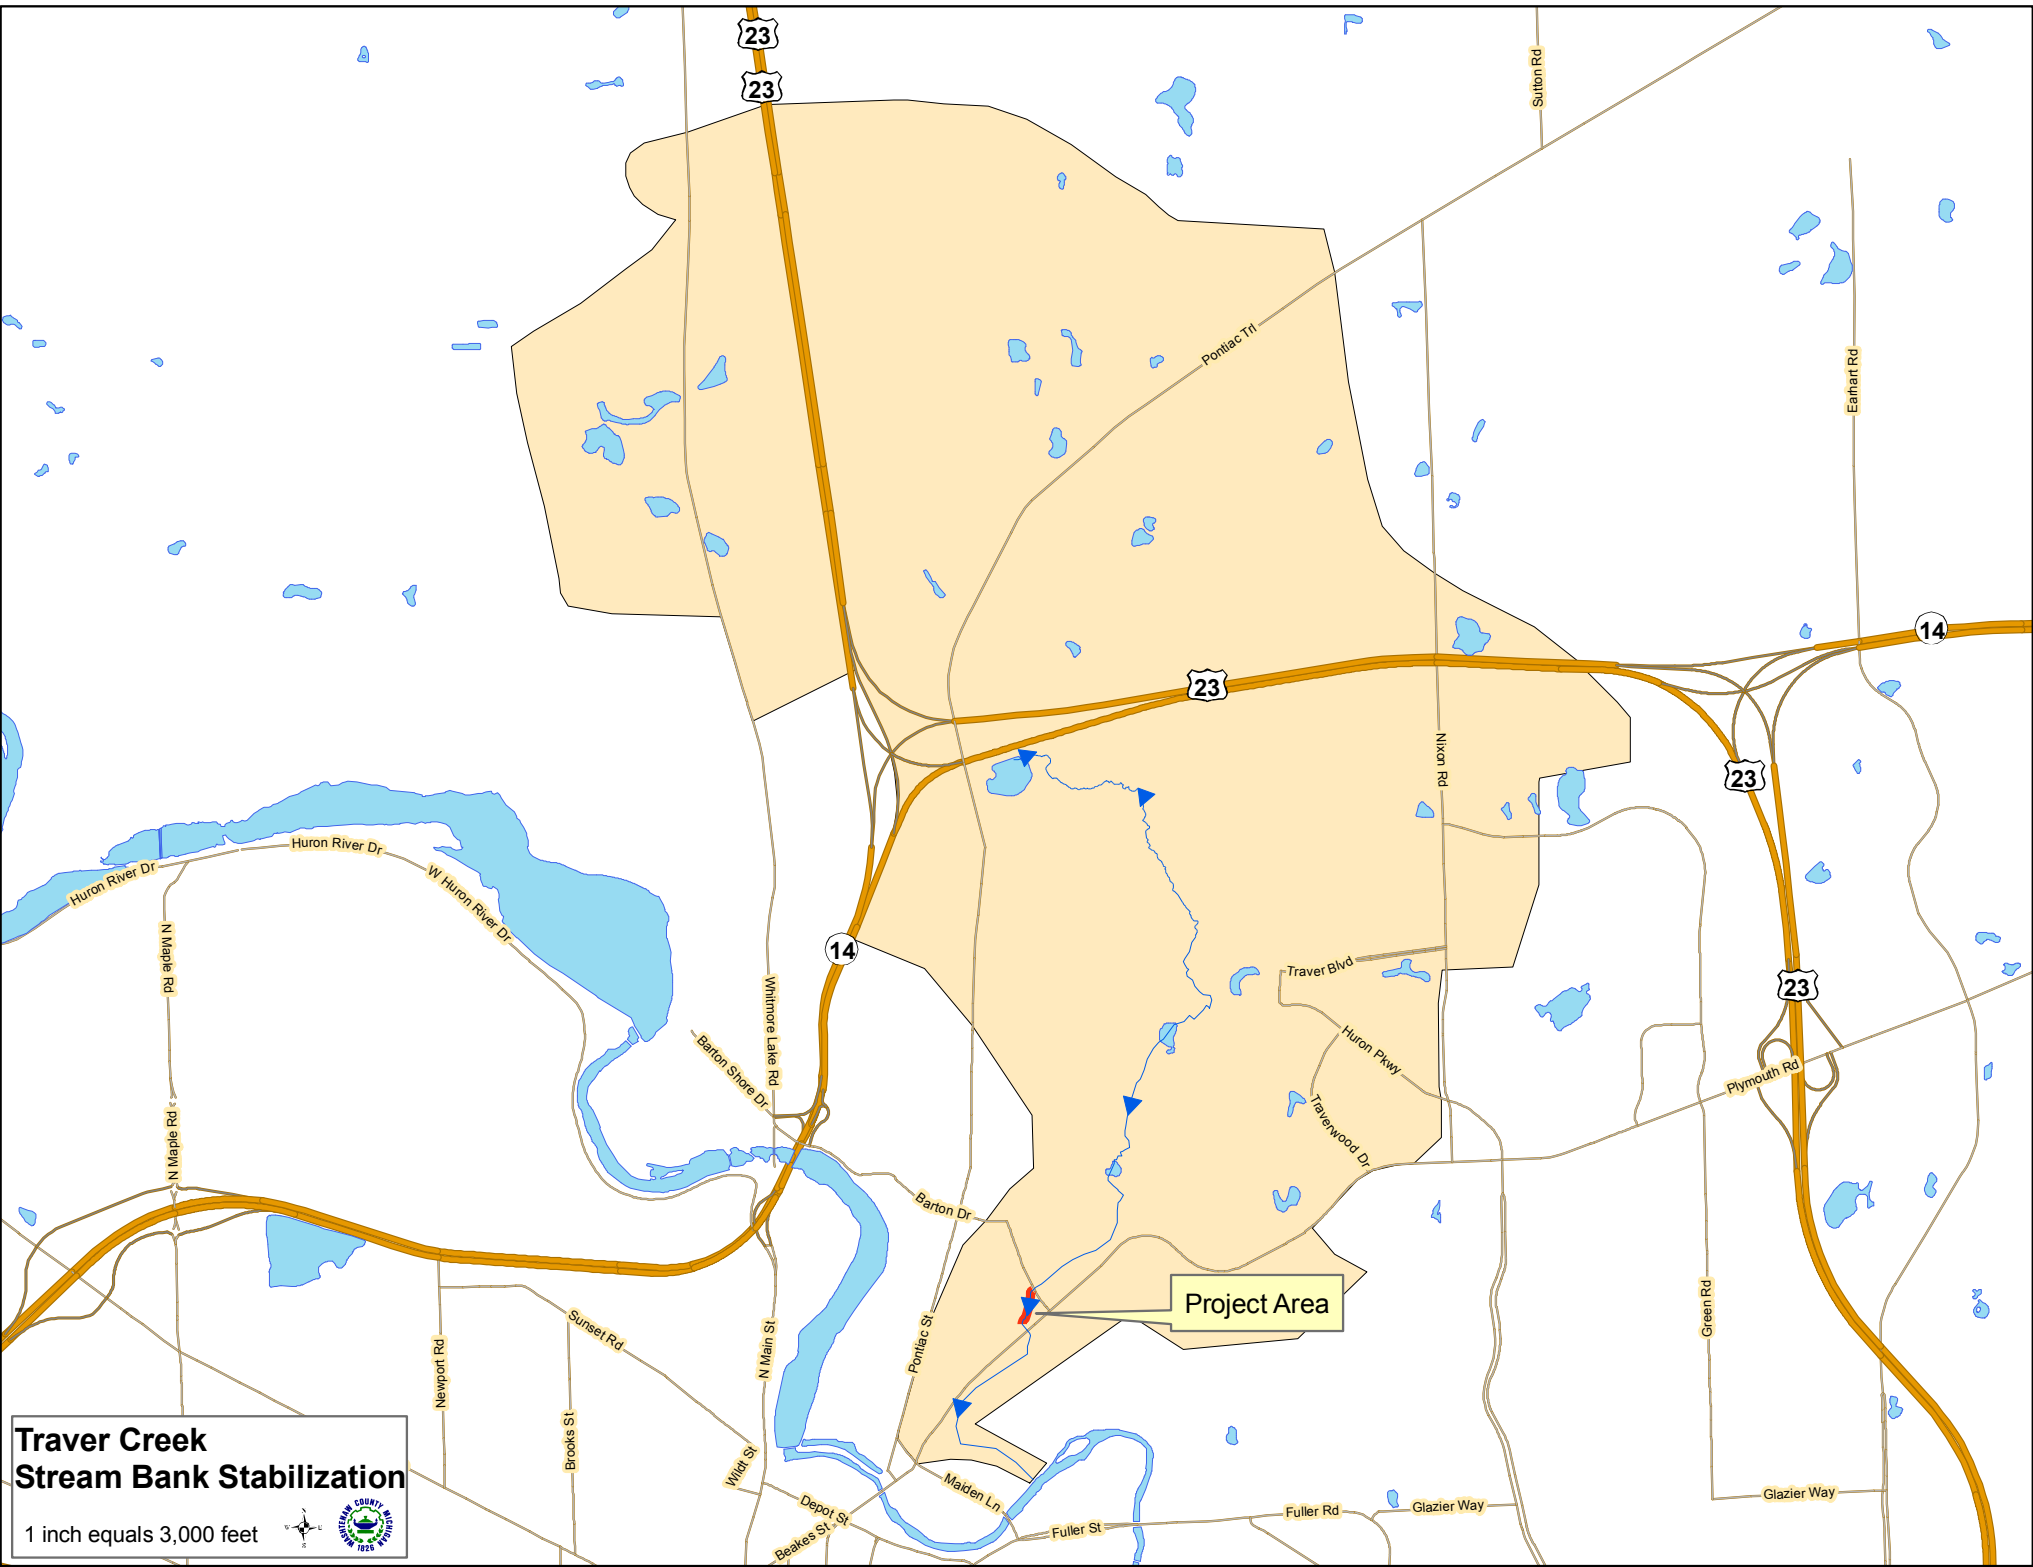 23
23
Sutton Rd
Pontiac Trl
Earhart Rd
14
23
Nixon Rd
23
Huron River Dr
Huron River Dr
W Huron River Dr
N Maple Rd
14
Traver Blvd
23
Whitmore Lake Rd
Barton Shore Dr
Huron Pkwy
Plymouth Rd
N Maple Rd
Traverwood Dr
Barton Dr
Project Area
Green Rd
Sunset Rd
Newport Rd
N Main St
Pontiac St
Brooks St
Wildt St
Maiden Ln
Depot St
Beakes St
Fuller St
Fuller Rd
Glazier Way
Glazier Way
Traver Creek
Stream Bank Stabilization
1 inch equals 3,000 feet
N
W E
S
WASHTENAW COUNTY MICHIGAN
1826